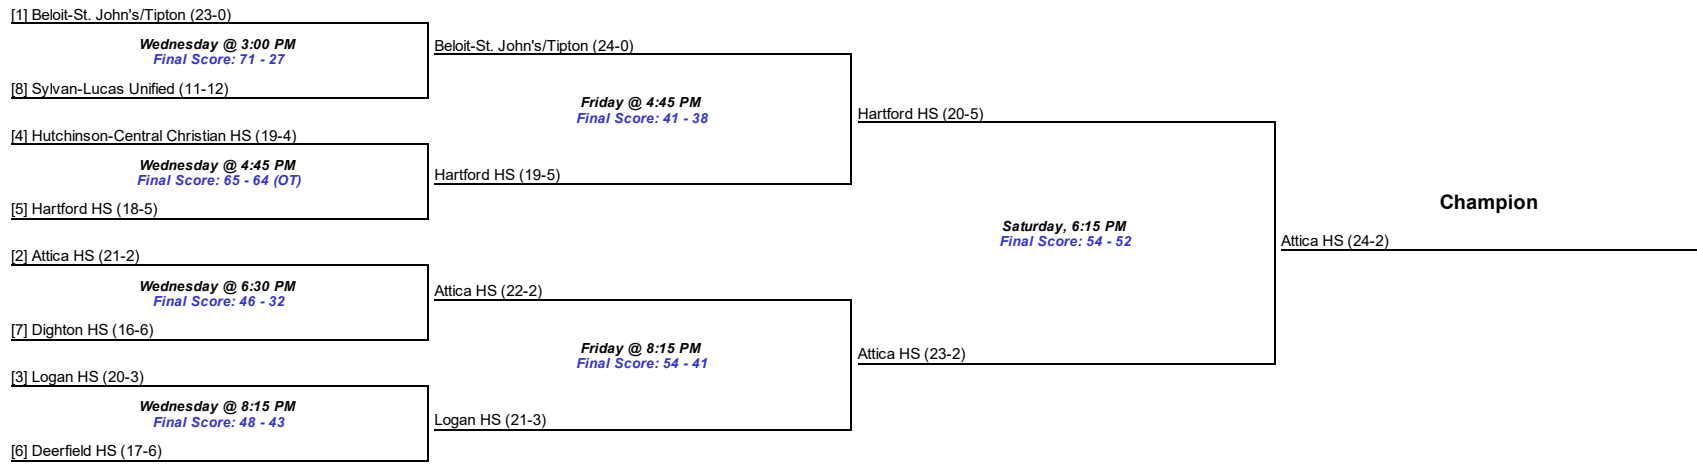 [1] Beloit-St. John's/Tipton (23-0)
Wednesday @ 3:00 PM
Final Score: 71 - 27
[8] Sylvan-Lucas Unified (11-12)
[4] Hutchinson-Central Christian HS (19-4)
Wednesday @ 4:45 PM
Final Score: 65 - 64 (OT)
[5] Hartford HS (18-5)
[2] Attica HS (21-2)
Wednesday @ 6:30 PM
Final Score: 46 - 32
[7] Dighton HS (16-6)
[3] Logan HS (20-3)
Wednesday @ 8:15 PM
Final Score: 48 - 43
[6] Deerfield HS (17-6)
Beloit-St. John's/Tipton (24-0)
Friday @ 4:45 PM
Final Score: 41 - 38
Hartford HS (19-5)
Attica HS (22-2)
Friday @ 8:15 PM
Final Score: 54 - 41
Logan HS (21-3)
Hartford HS (20-5)
Saturday, 6:15 PM
Final Score: 54 - 52
Attica HS (23-2)
Champion
Attica HS (24-2)